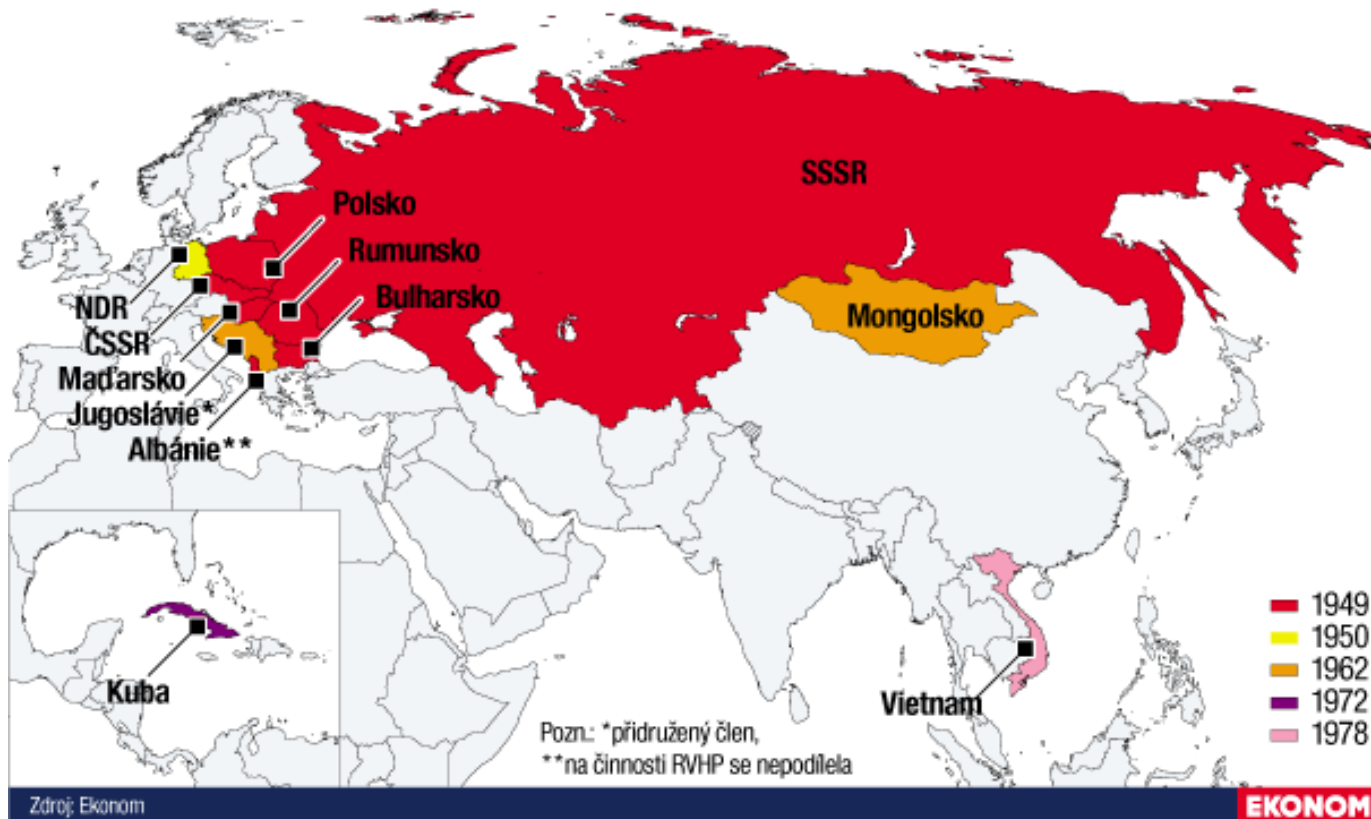 SSSR
Polsko
Rumunsko
Bulharsko
NDR
ČSSR
Maďarsko
Jugoslávie*
Albánie**
Mongolsko
Kuba
Vietnam
1949
1950
1962
1972
1978
Pozn.: *přidružený člen,
**na činnosti RVHP se nepodílela
Zdroj: Ekonom
EKONOM